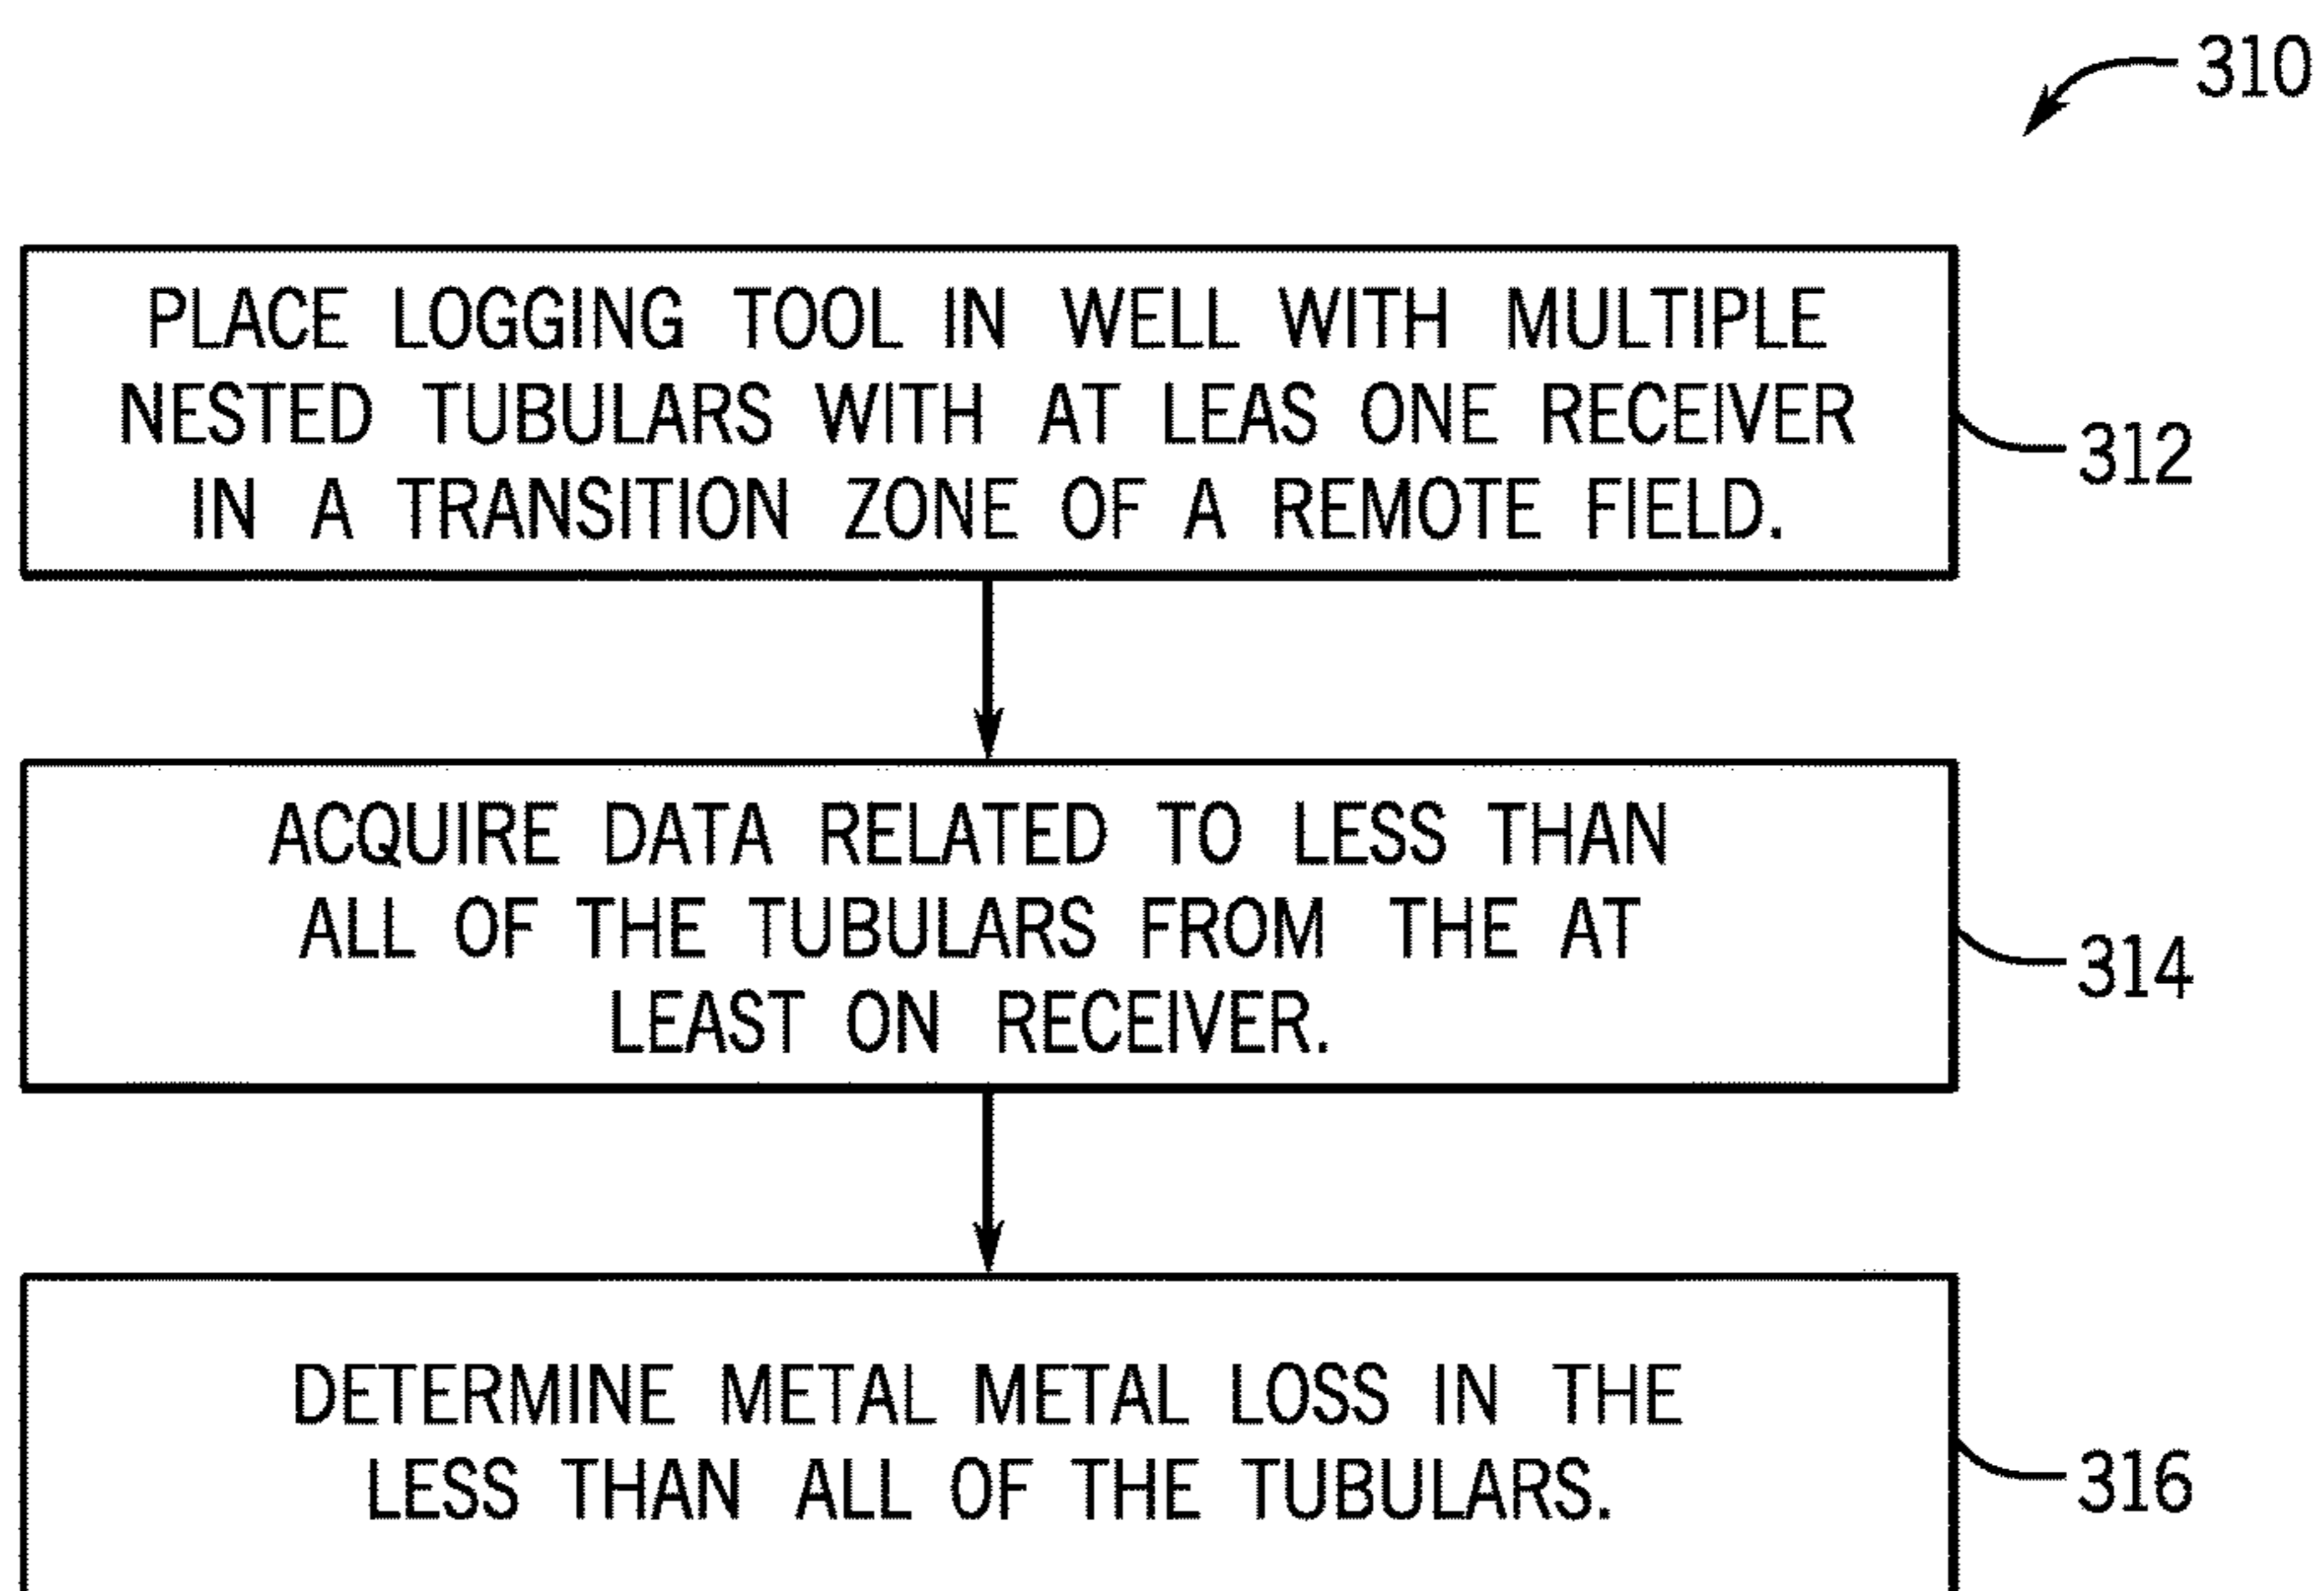 310
PLACE LOGGING TOOL IN WELL WITH MULTIPLE
NESTED TUBULARS WITH AT LEAS ONE RECEIVER
IN A TRANSITION ZONE OF A REMOTE FIELD.
312
ACQUIRE DATA RELATED TO LESS THAN
ALL OF THE TUBULARS FROM THE AT
LEAST ON RECEIVER.
314
DETERMINE METAL METAL LOSS IN THE
LESS THAN ALL OF THE TUBULARS.
316